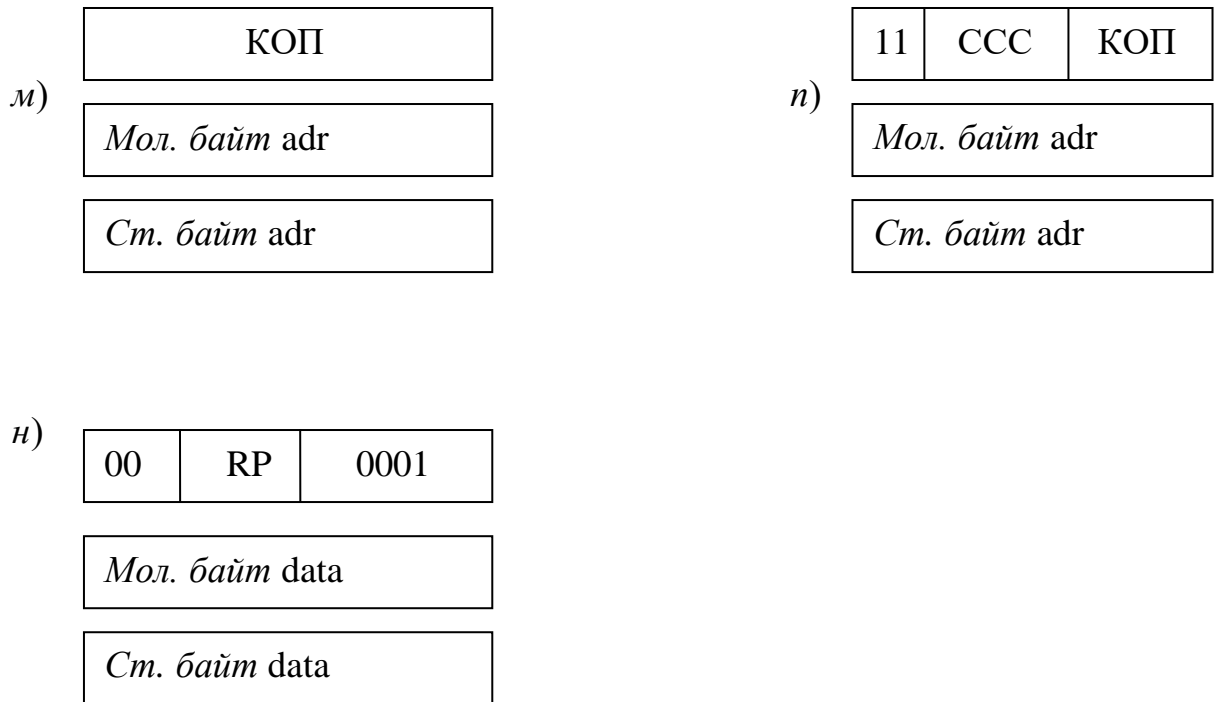 м)
КОП
Мол. байт adr
Ст. байт adr
п)
11 CCC КОП
Мол. байт adr
Ст. байт adr
н)
00 RP 0001
Мол. байт data
Ст. байт data